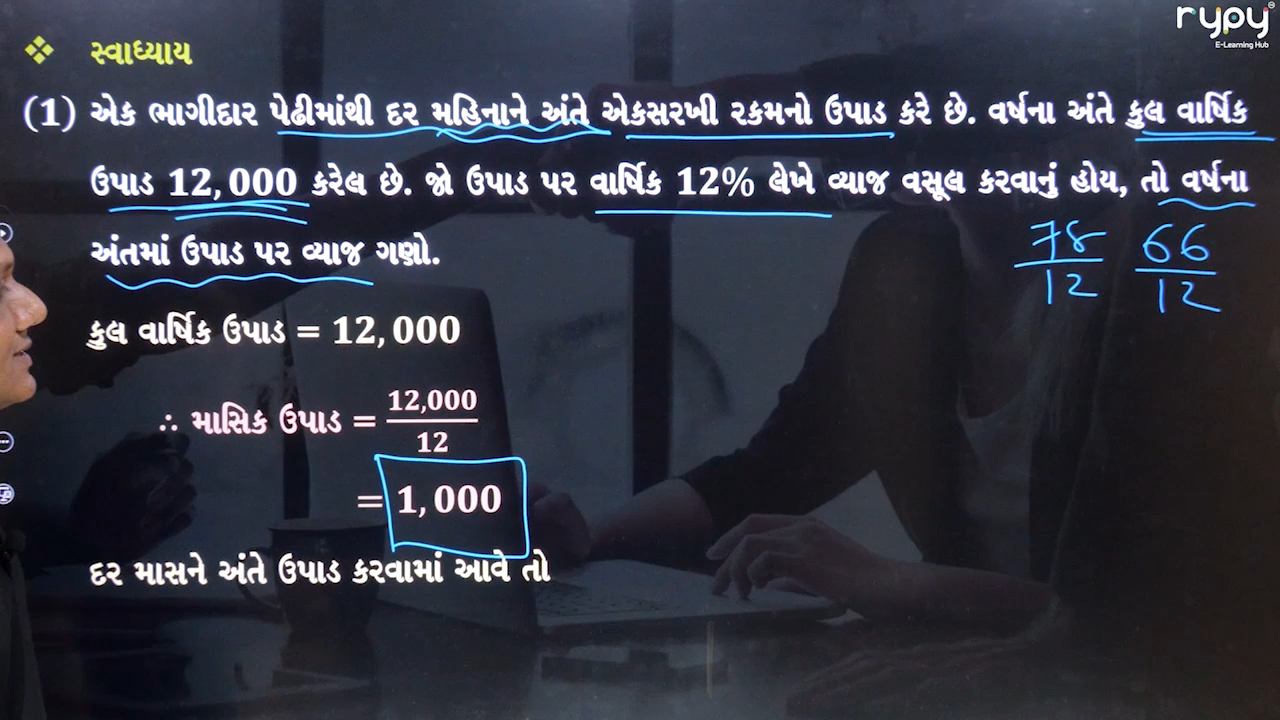 rypy
E-Learning Hub
❖ સ્વાધ્યાય
(1) એક ભાગીદાર પેઢીમાંથી દર મહિનાને અંતે એકસરખી રકમનો ઉપાડ કરે છે. વર્ષના અંતે કુલ વાર્ષિક
ઉપાડ 12,000 કરેલ છે. જો ઉપાડ પર વાર્ષિક 12% લેખે વ્યાજ વસૂલ કરવાનું હોય, તો વર્ષના
અંતમાં ઉપાડ પર વ્યાજ ગણો.
78/12 66/12
કુલ વાર્ષિક ઉપાડ = 12,000
∴ માસિક ઉપાડ = 12,000/12
= 1,000
દર માસને અંતે ઉપાડ કરવામાં આવે તો